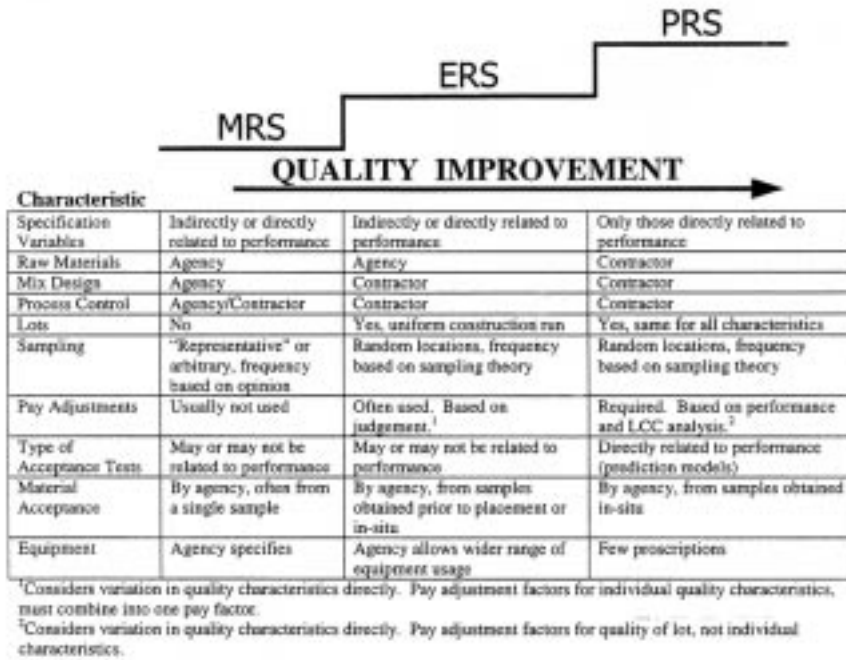 PRS
ERS
MRS
QUALITY IMPROVEMENT
Characteristic
Specification Variables | Indirectly or directly related to performance | Indirectly or directly related to performance | Only those directly related to performance
Raw Materials | Agency | Agency | Contractor
Mix Design | Agency | Contractor | Contractor
Process Control | Agency/Contractor | Contractor | Contractor
Lots | No | Yes, uniform construction run | Yes, same for all characteristics
Sampling | "Representative" or arbitrary, frequency based on opinion | Random locations, frequency based on sampling theory | Random locations, frequency based on sampling theory
Pay Adjustments | Usually not used | Often used. Based on judgement.¹ | Required. Based on performance and LCC analysis.²
Type of Acceptance Tests | May or may not be related to performance | May or may not be related to performance | Directly related to performance (prediction models)
Material Acceptance | By agency, often from a single sample | By agency, from samples obtained prior to placement or in-situ | By agency, from samples obtained in-situ
Equipment | Agency specifies | Agency allows wider range of equipment usage | Few proscriptions
¹Considers variation in quality characteristics directly. Pay adjustment factors for individual quality characteristics,
must combine into one pay factor.
²Considers variation in quality characteristics directly. Pay adjustment factors for quality of lot, not individual
characteristics.